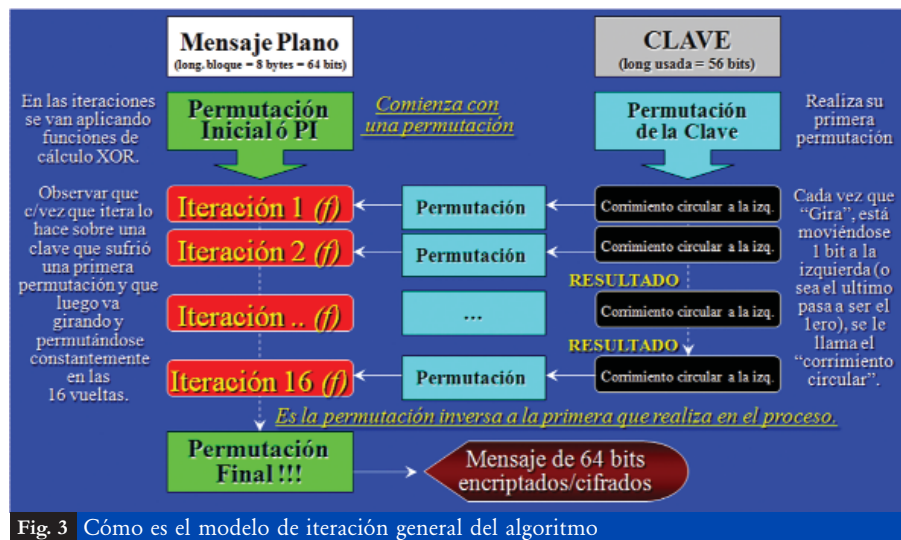 Mensaje Plano
(long. bloque = 8 bytes = 64 bits)
CLAVE
(long usada = 56 bits)
En las iteraciones
se van aplicando
funciones de
cálculo XOR.
Permutación
Inicial ó PI
Comienza con
una permutación
Permutación
de la Clave
Realiza su
primera
permutación
Observar que
c/vez que itera lo
hace sobre una
clave que sufrió
una primera
permutación y que
luego va
girando y
permutándose
constantemente
en las
16 vueltas.
Iteración 1 (f)
Permutación
Corrimiento circular a la izq.
Iteración 2 (f)
Permutación
Corrimiento circular a la izq.
RESULTADO
Iteración .. (f)
...
Corrimiento circular a la izq.
RESULTADO
Iteración 16 (f)
Permutación
Corrimiento circular a la izq.
Cada vez que
“Gira”, está
moviéndose
1 bit a la
izquierda (o
sea el ultimo
pasa a ser el
1ero), se le
llama el
“corrimiento
circular”.
Es la permutación inversa a la primera que realiza en el proceso.
Permutación
Final !!!
Mensaje de 64 bits
encriptados/cifrados
Fig. 3 Cómo es el modelo de iteración general del algoritmo